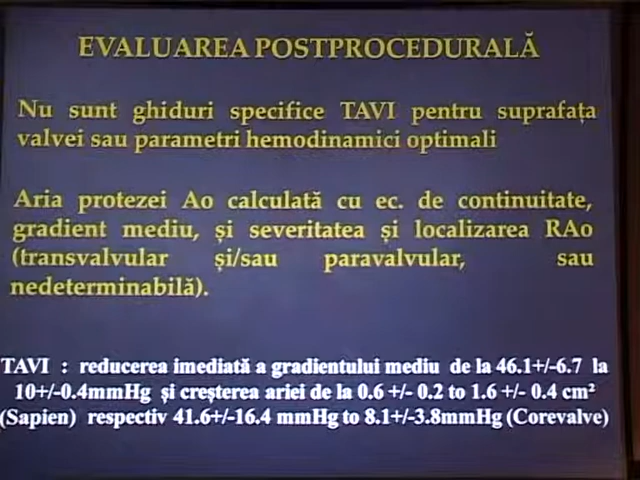 EVALUAREA POSTPROCEDURALĂ
Nu sunt ghiduri specifice TAVI pentru suprafața
valvei sau parametri hemodinamici optimali
Aria protezei Ao calculată cu ec. de continuitate,
gradient mediu, și severitatea și localizarea RAo
(transvalvular și/sau paravalvular, sau
nedeterminabilă).
TAVI : reducerea imediată a gradientului mediu de la 46.1+/-6.7 la
10+/-0.4mmHg și creșterea ariei de la 0.6 +/- 0.2 to 1.6 +/- 0.4 cm²
(Sapien) respectiv 41.6+/-16.4 mmHg to 8.1+/-3.8mmHg (Corevalve)